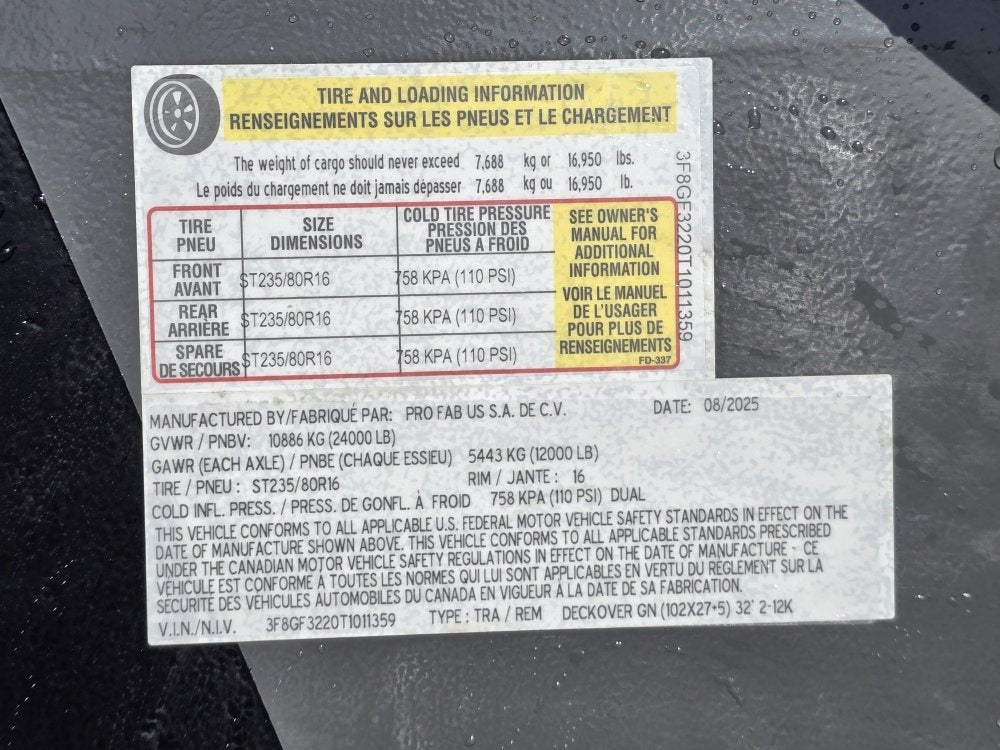 TIRE AND LOADING INFORMATION
RENSEIGNEMENTS SUR LES PNEUS ET LE CHARGEMENT
The weight of cargo should never exceed 7,688 kg or 16,950 lbs.
Le poids du chargement ne doit jamais dépasser 7,688 kg ou 16,950 lb.
TIRE
PNEU
SIZE
DIMENSIONS
COLD TIRE PRESSURE
PRESSION DES
PNEUS A FROID
FRONT
AVANT
ST235/80R16
758 KPA (110 PSI)
REAR
ARRIÈRE
ST235/80R16
758 KPA (110 PSI)
SPARE
DE SECOURS
ST235/80R16
758 KPA (110 PSI)
SEE OWNER'S
MANUAL FOR
ADDITIONAL
INFORMATION
VOIR LE MANUEL
DE L'USAGER
POUR PLUS DE
RENSEIGNEMENTS
FD-337
3F8GF3220T1011359
MANUFACTURED BY/FABRIQUÉ PAR: PRO FAB US S.A. DE C.V. DATE: 08/2025
GVWR / PNBV: 10886 KG (24000 LB)
GAWR (EACH AXLE) / PNBE (CHAQUE ESSIEU) 5443 KG (12000 LB)
TIRE / PNEU : ST235/80R16 RIM / JANTE : 16
COLD INFL. PRESS. / PRESS. DE GONFL. À FROID 758 KPA (110 PSI) DUAL
THIS VEHICLE CONFORMS TO ALL APPLICABLE U.S. FEDERAL MOTOR VEHICLE SAFETY STANDARDS IN EFFECT ON THE
DATE OF MANUFACTURE SHOWN ABOVE. THIS VEHICLE CONFORMS TO ALL APPLICABLE STANDARDS PRESCRIBED
UNDER THE CANADIAN MOTOR VEHICLE SAFETY REGULATIONS IN EFFECT ON THE DATE OF MANUFACTURE - CE
VÉHICULE EST CONFORME À TOUTES LES NORMES QUI LUI SONT APPLICABLES EN VERTU DU RÈGLEMENT SUR LA
SÉCURITÉ DES VÉHICULES AUTOMOBILES DU CANADA EN VIGUEUR À LA DATE DE SA FABRICATION.
V.I.N./N.I.V. 3F8GF3220T1011359 TYPE : TRA / REM DECKOVER GN (102X27+5) 32' 2-12K